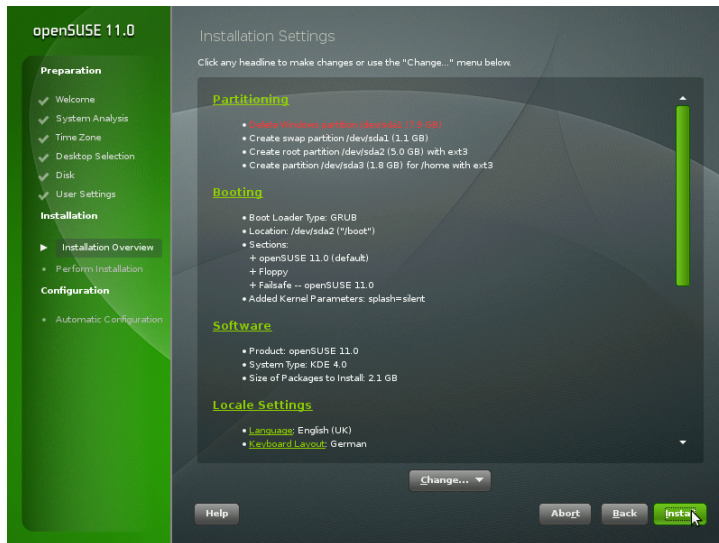 openSUSE 11.0
Preparation
Welcome
System Analysis
Time Zone
Desktop Selection
Disk
User Settings
Installation
Installation Overview
Perform Installation
Configuration
Automatic Configuration
Installation Settings
Click any headline to make changes or use the "Change..." menu below.
Partitioning
• Delete Windows partition
• Create swap partition /dev/sda1 (1.1 GB)
• Create root partition /dev/sda2 (5.0 GB) with ext3
• Create partition /dev/sda3 (1.8 GB) for /home with ext3
Booting
• Boot Loader Type: GRUB
• Location: /dev/sda2 ("/boot")
• Sections:
+ openSUSE 11.0 (default)
+ Floppy
+ Failsafe -- openSUSE 11.0
• Added Kernel Parameters: splash=silent
Software
• Product: openSUSE 11.0
• System Type: KDE 4.0
• Size of Packages to Install: 2.1 GB
Locale Settings
• Language: English (UK)
• Keyboard Layout: German
Change...
Help
Abort
Back
Install